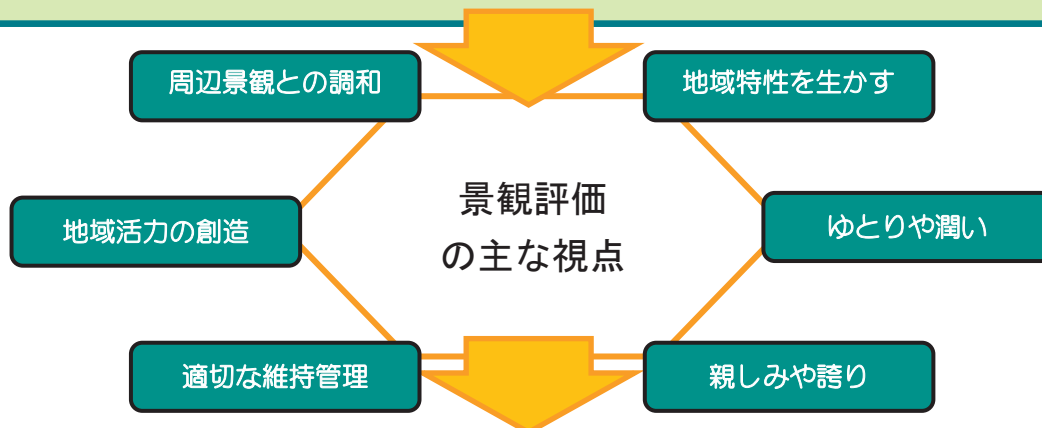 周辺景観との調和
地域特性を生かす
景観評価
の主な視点
地域活力の創造
ゆとりや潤い
適切な維持管理
親しみや誇り